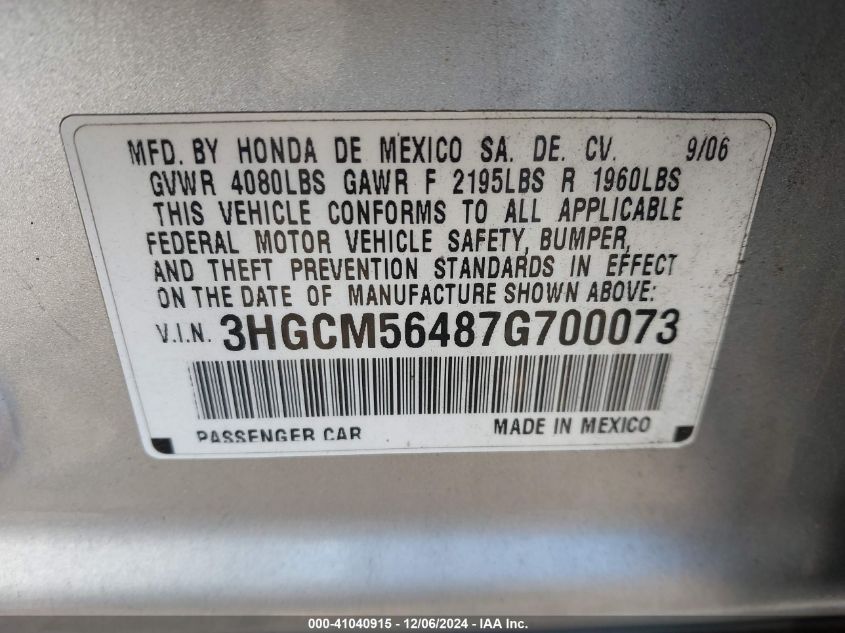 MFD. BY HONDA DE MEXICO SA. DE. CV. 9/06
GVWR 4080LBS GAWR F 2195LBS R 1960LBS
THIS VEHICLE CONFORMS TO ALL APPLICABLE
FEDERAL MOTOR VEHICLE SAFETY, BUMPER,
AND THEFT PREVENTION STANDARDS IN EFFECT
ON THE DATE OF MANUFACTURE SHOWN ABOVE:
V.I.N. 3HGCM56487G700073
PASSENGER CAR MADE IN MEXICO
000-41040915 - 12/06/2024 - IAA Inc.